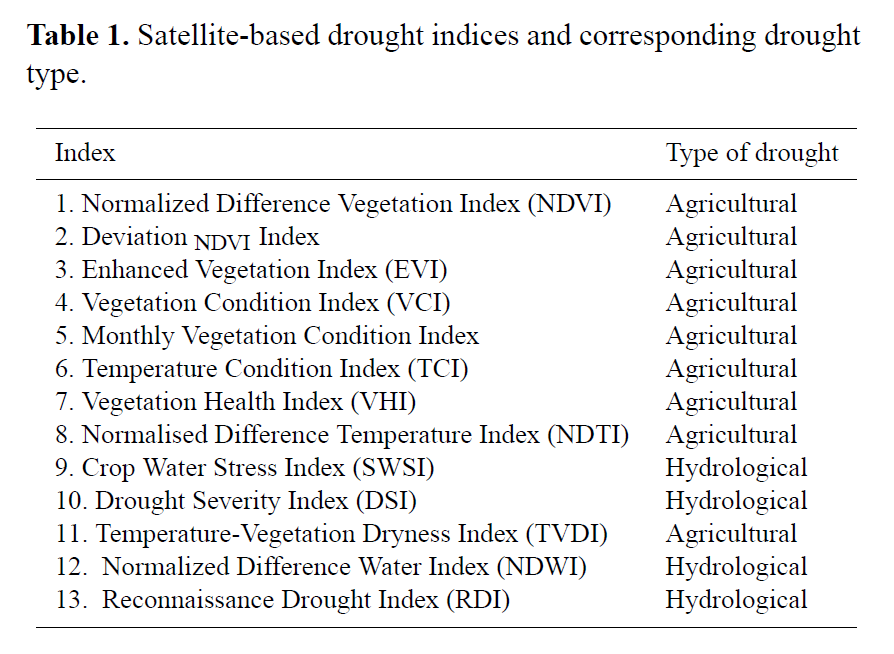 Table 1. Satellite-based drought indices and corresponding drought
type.
Index Type of drought
1. Normalized Difference Vegetation Index (NDVI) Agricultural
2. Deviation NDVI Index Agricultural
3. Enhanced Vegetation Index (EVI) Agricultural
4. Vegetation Condition Index (VCI) Agricultural
5. Monthly Vegetation Condition Index Agricultural
6. Temperature Condition Index (TCI) Agricultural
7. Vegetation Health Index (VHI) Agricultural
8. Normalised Difference Temperature Index (NDTI) Agricultural
9. Crop Water Stress Index (SWSI) Hydrological
10. Drought Severity Index (DSI) Hydrological
11. Temperature-Vegetation Dryness Index (TVDI) Agricultural
12. Normalized Difference Water Index (NDWI) Hydrological
13. Reconnaissance Drought Index (RDI) Hydrological